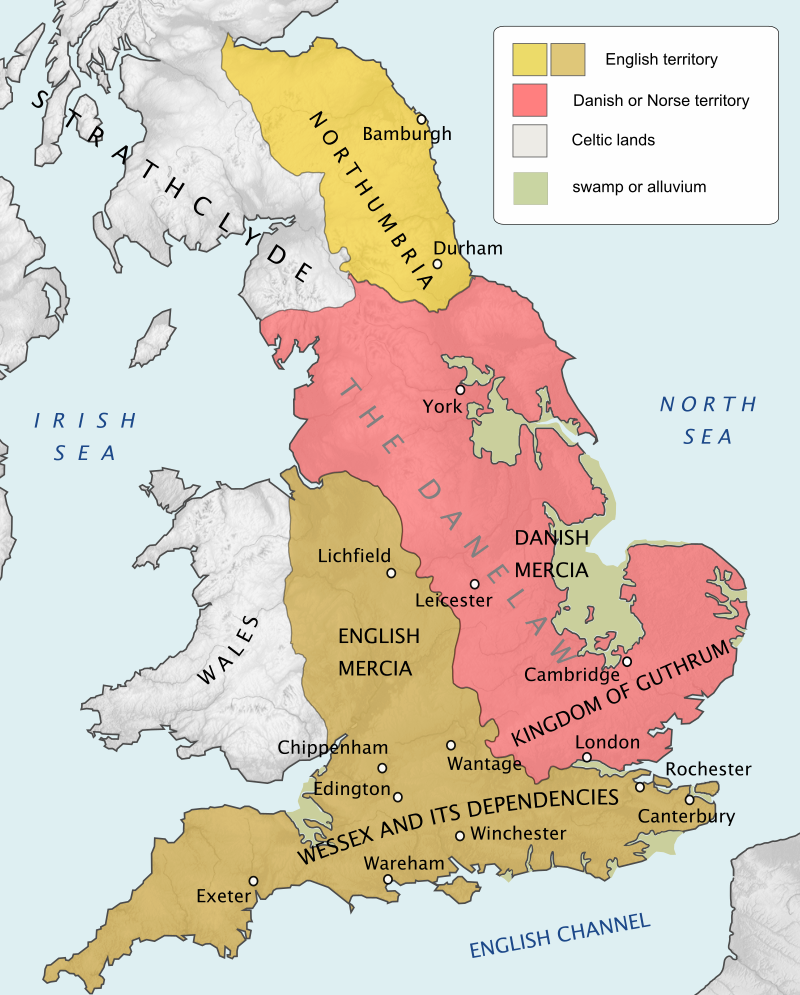 English territory
Danish or Norse territory
Celtic lands
swamp or alluvium
STRATHCLYDE
NORTHUMBRIA
Bamburgh
Durham
IRISH
SEA
NORTH
SEA
York
THE DANELAW
DANISH
MERCIA
Lichfield
Leicester
ENGLISH
MERCIA
WALES
Cambridge
KINGDOM OF GUTHRUM
London
Chippenham
Wantage
Rochester
Edington
Canterbury
WESSEX AND ITS DEPENDENCIES
Winchester
Wareham
Exeter
ENGLISH CHANNEL